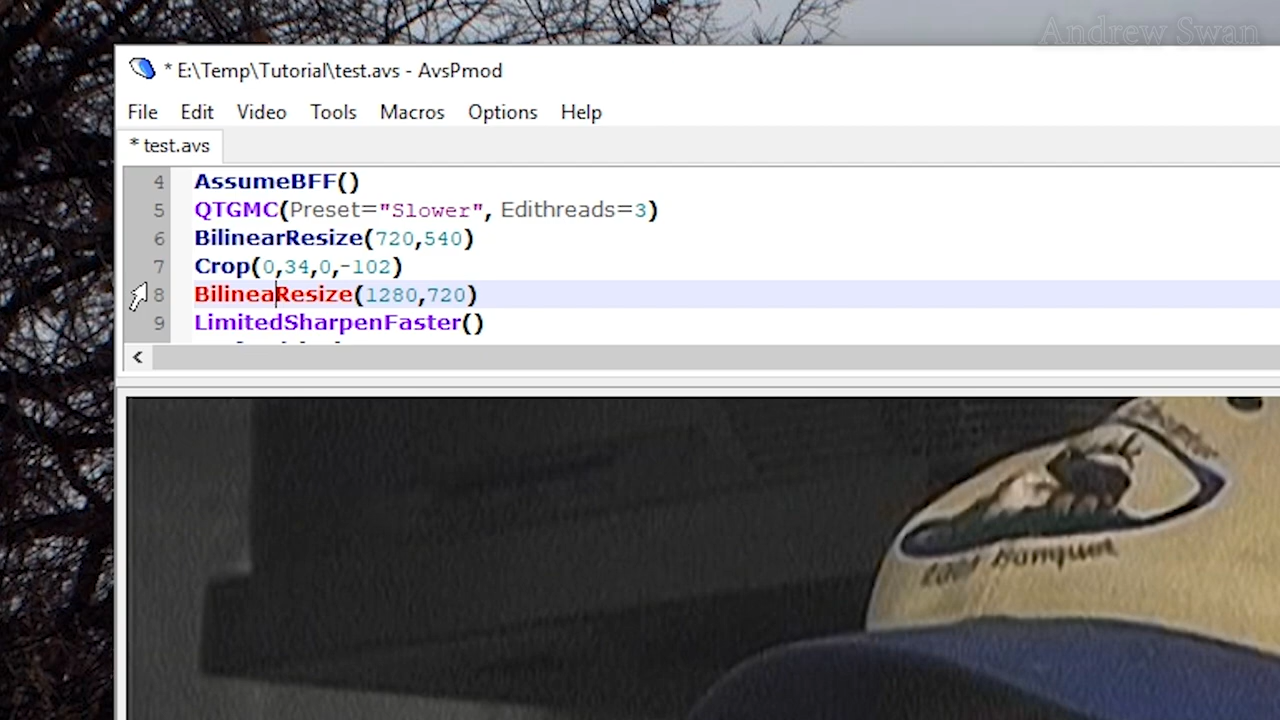 Andrew Swan
* E:\Temp\Tutorial\test.avs - AvsPmod
File Edit Video Tools Macros Options Help
* test.avs
4 AssumeBFF()
5 QTGMC(Preset="Slower", Edithreads=3)
6 BilinearResize(720,540)
7 Crop(0,34,0,-102)
8 BilineaResize(1280,720)
9 LimitedSharpenFaster()
Banquet